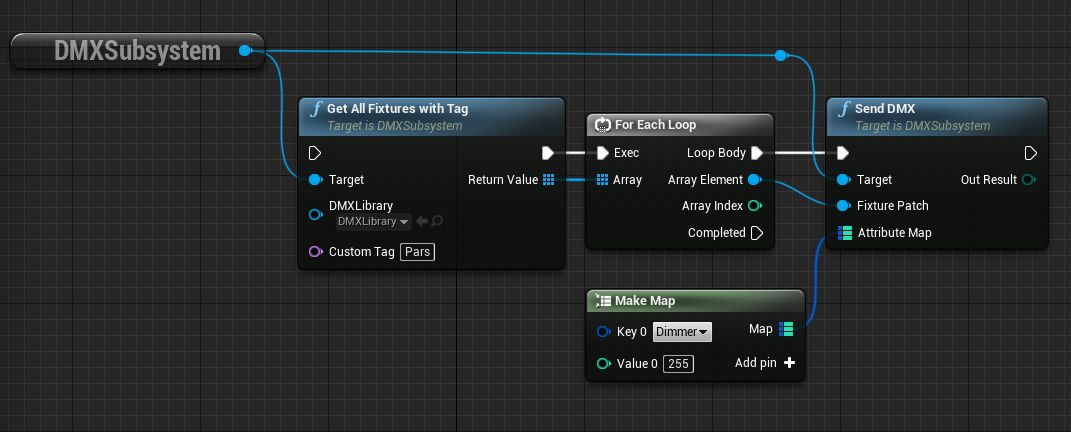 DMXSubsystem
f Get All Fixtures with Tag
Target is DMXSubsystem
Target
Return Value
DMXLibrary
DMXLibrary
Custom Tag Pars
For Each Loop
Exec
Loop Body
Array
Array Element
Array Index
Completed
Make Map
Key 0 Dimmer
Map
Value 0 255
Add pin
f Send DMX
Target is DMXSubsystem
Target
Out Result
Fixture Patch
Attribute Map